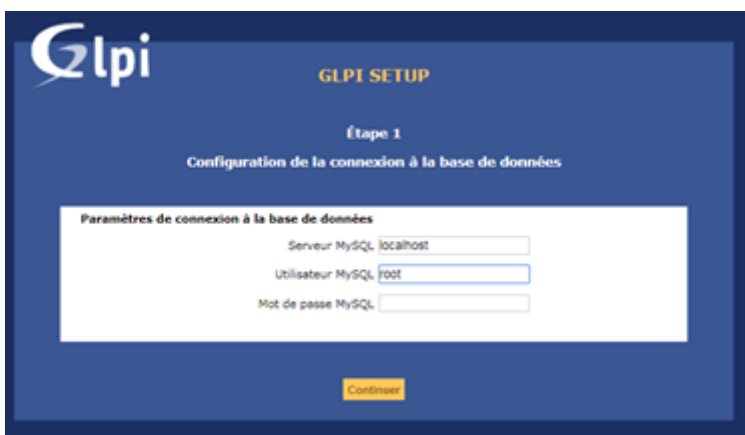 Glpi
GLPI SETUP
Étape 1
Configuration de la connexion à la base de données
Paramètres de connexion à la base de données
Serveur MySQL localhost
Utilisateur MySQL root
Mot de passe MySQL
Continuer